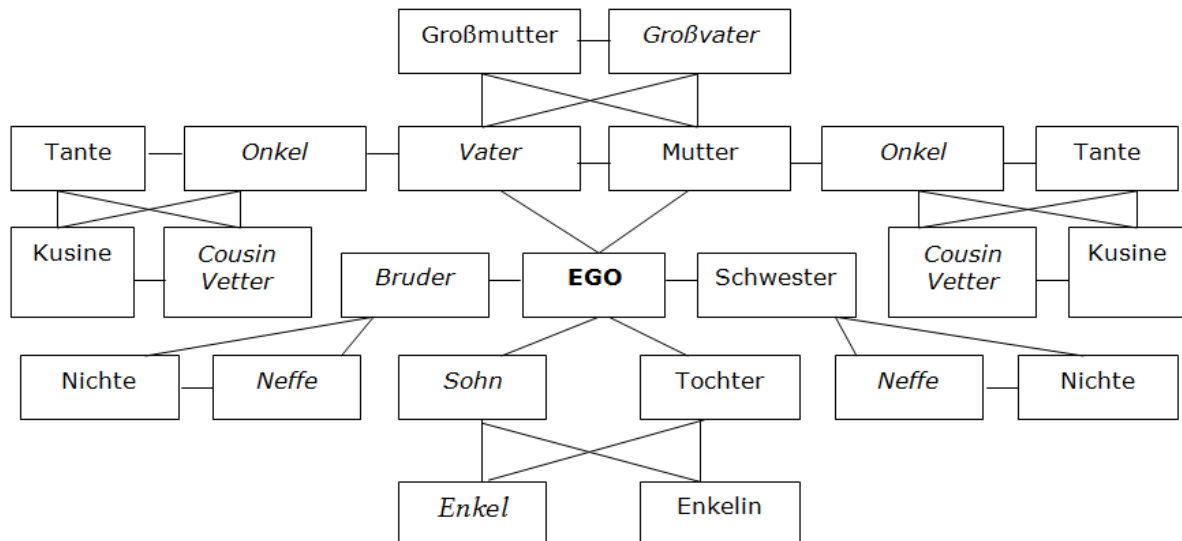 Großmutter
Großvater
Tante
Onkel
Vater
Mutter
Onkel
Tante
Kusine
Cousin
Vetter
Bruder
EGO
Schwester
Cousin
Vetter
Kusine
Nichte
Neffe
Sohn
Tochter
Neffe
Nichte
Enkel
Enkelin